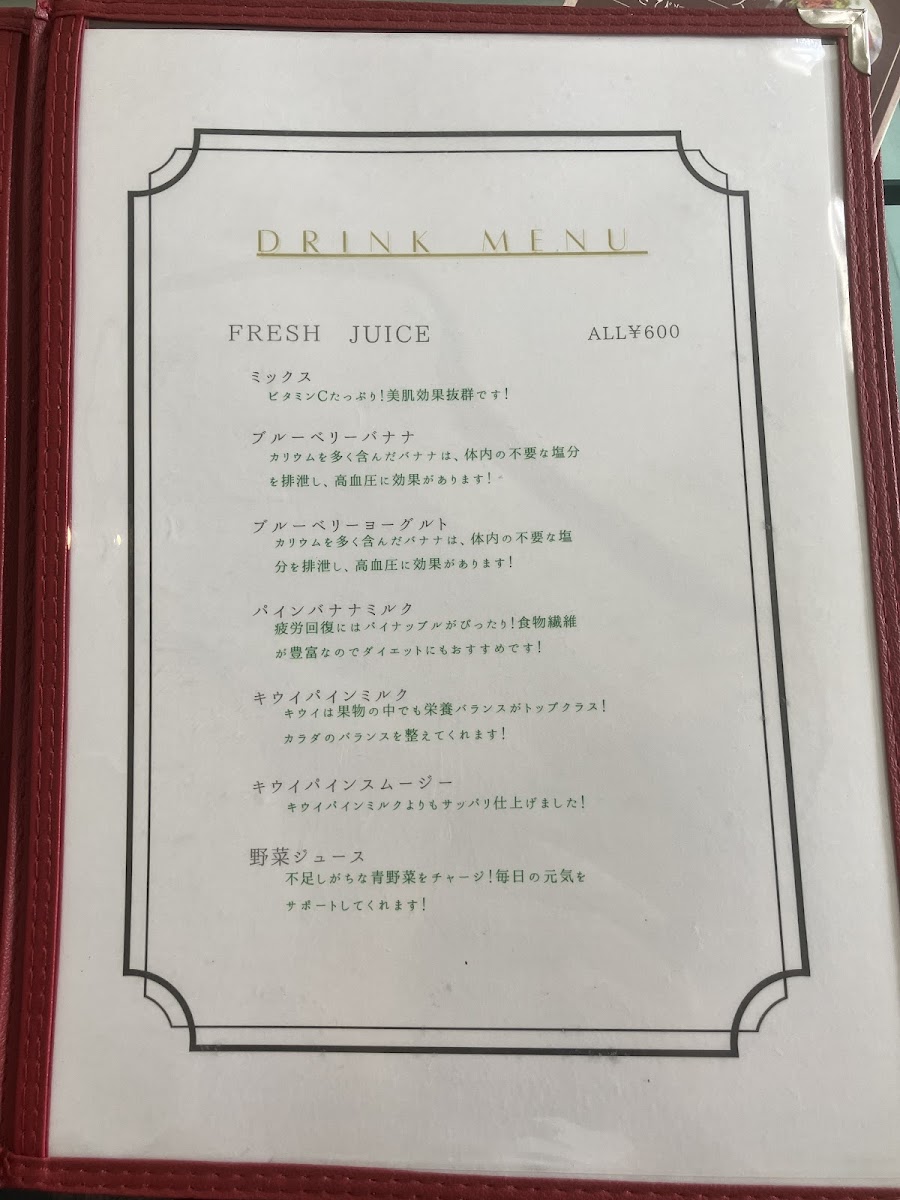 DRINK MENU
FRESH JUICE ALL¥600
ミックス
ビタミンCたっぷり!美肌効果抜群です!
ブルーベリーバナナ
カリウムを多く含んだバナナは、体内の不要な塩分
を排泄し、高血圧に効果があります!
ブルーベリーヨーグルト
カリウムを多く含んだバナナは、体内の不要な塩
分を排泄し、高血圧に効果があります!
パインバナナミルク
疲労回復にはパイナップルがぴったり!食物繊維
が豊富なのでダイエットにもおすすめです!
キウイパインミルク
キウイは果物の中でも栄養バランスがトップクラス!
カラダのバランスを整えてくれます!
キウイパインスムージー
キウイパインミルクよりもサッパリ仕上げました!
野菜ジュース
不足しがちな青野菜をチャージ!毎日の元気を
サポートしてくれます!